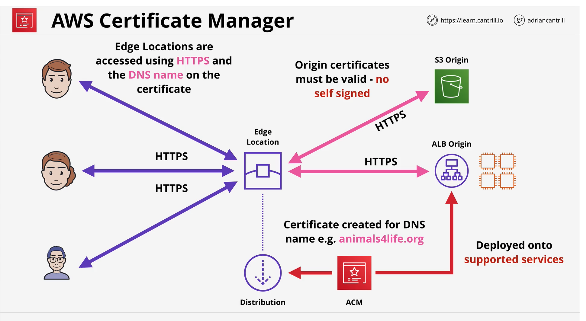 AWS Certificate Manager
https://learn.cantrill.io
adriancantrill
Edge Locations are
accessed using HTTPS and
the DNS name on the
certificate
Origin certificates
must be valid - no
self signed
S3 Origin
HTTPS
Edge
Location
ALB Origin
HTTPS
HTTPS
HTTPS
Certificate created for DNS
name e.g. animals4life.org
Deployed onto
supported services
Distribution
ACM